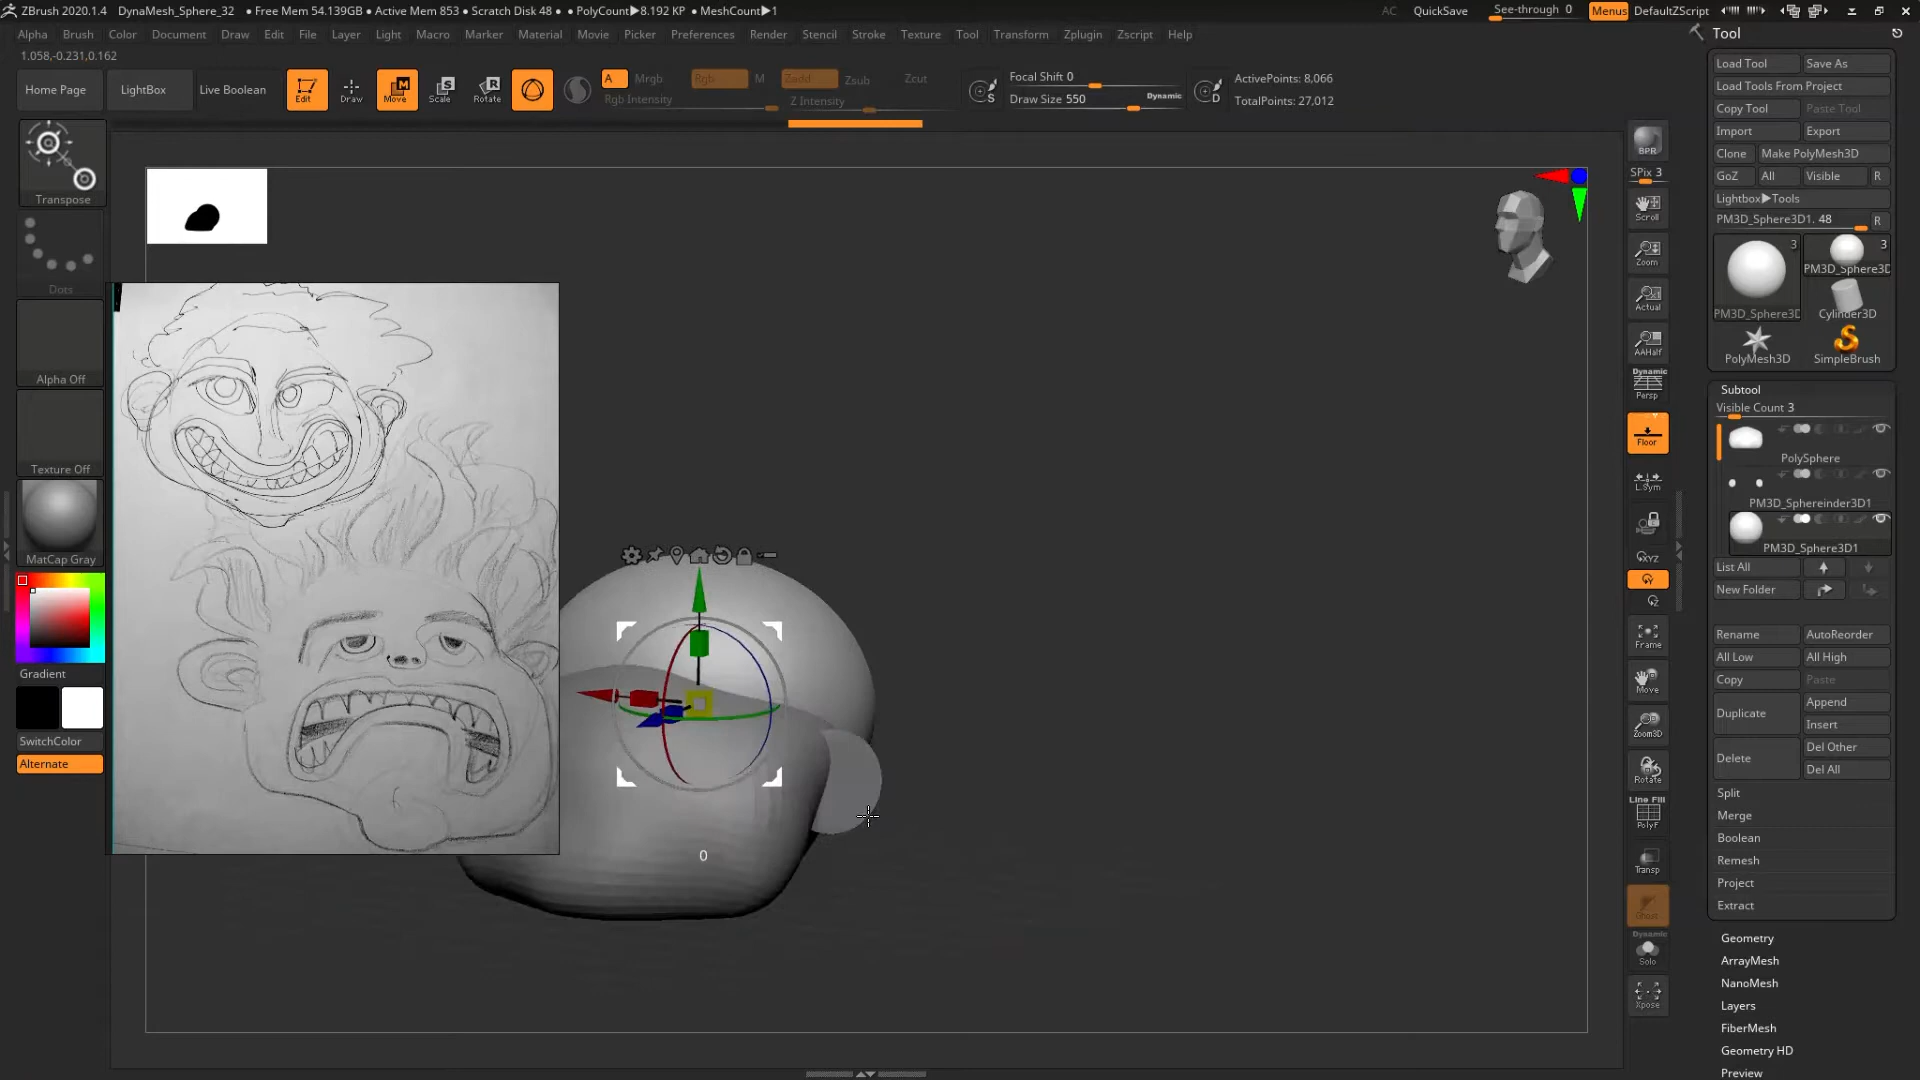 ZBrush 2020.1.4 DynaMesh_Sphere_32 • Free Mem 54.139GB • Active Mem 853 • Scratch Disk 48 • • PolyCount▶8.192 KP • MeshCount▶1 AC QuickSave See-through 0 Menus DefaultZScript
Alpha Brush Color Document Draw Edit File Layer Light Macro Marker Material Movie Picker Preferences Render Stencil Stroke Texture Tool Transform Zplugin Zscript Help
1.058,-0.231,0.162
Home Page LightBox Live Boolean Edit Draw Move Scale Rotate
A Mrgb Rgb M Zadd Zsub Zcut
Rgb Intensity Z Intensity
S Focal Shift 0
Draw Size 550 Dynamic D
ActivePoints: 8,066
TotalPoints: 27,012
Transpose
Dots
Alpha Off
Texture Off
MatCap Gray
Gradient
SwitchColor
Alternate
0
BPR
SPix 3
Scroll
Zoom
Actual
AAHalf
Dynamic
Persp
Floor
L.Sym
XYZ
Y
Z
Frame
Move
Zoom3D
Rotate
Line Fill
PolyF
Transp
Ghost
Dynamic
Solo
Xpose
Tool
Load Tool Save As
Load Tools From Project
Copy Tool Paste Tool
Import Export
Clone Make PolyMesh3D
GoZ All Visible R
Lightbox▶Tools
PM3D_Sphere3D1. 48 R
3 3
PM3D_Sphere3D
PM3D_Sphere3D Cylinder3D
PolyMesh3D SimpleBrush
Subtool
Visible Count 3
PolySphere
PM3D_Sphereinder3D1
PM3D_Sphere3D1
List All
New Folder
Rename AutoReorder
All Low All High
Copy Paste
Duplicate Append
Insert
Delete Del Other
Del All
Split
Merge
Boolean
Remesh
Project
Extract
Geometry
ArrayMesh
NanoMesh
Layers
FiberMesh
Geometry HD
Preview